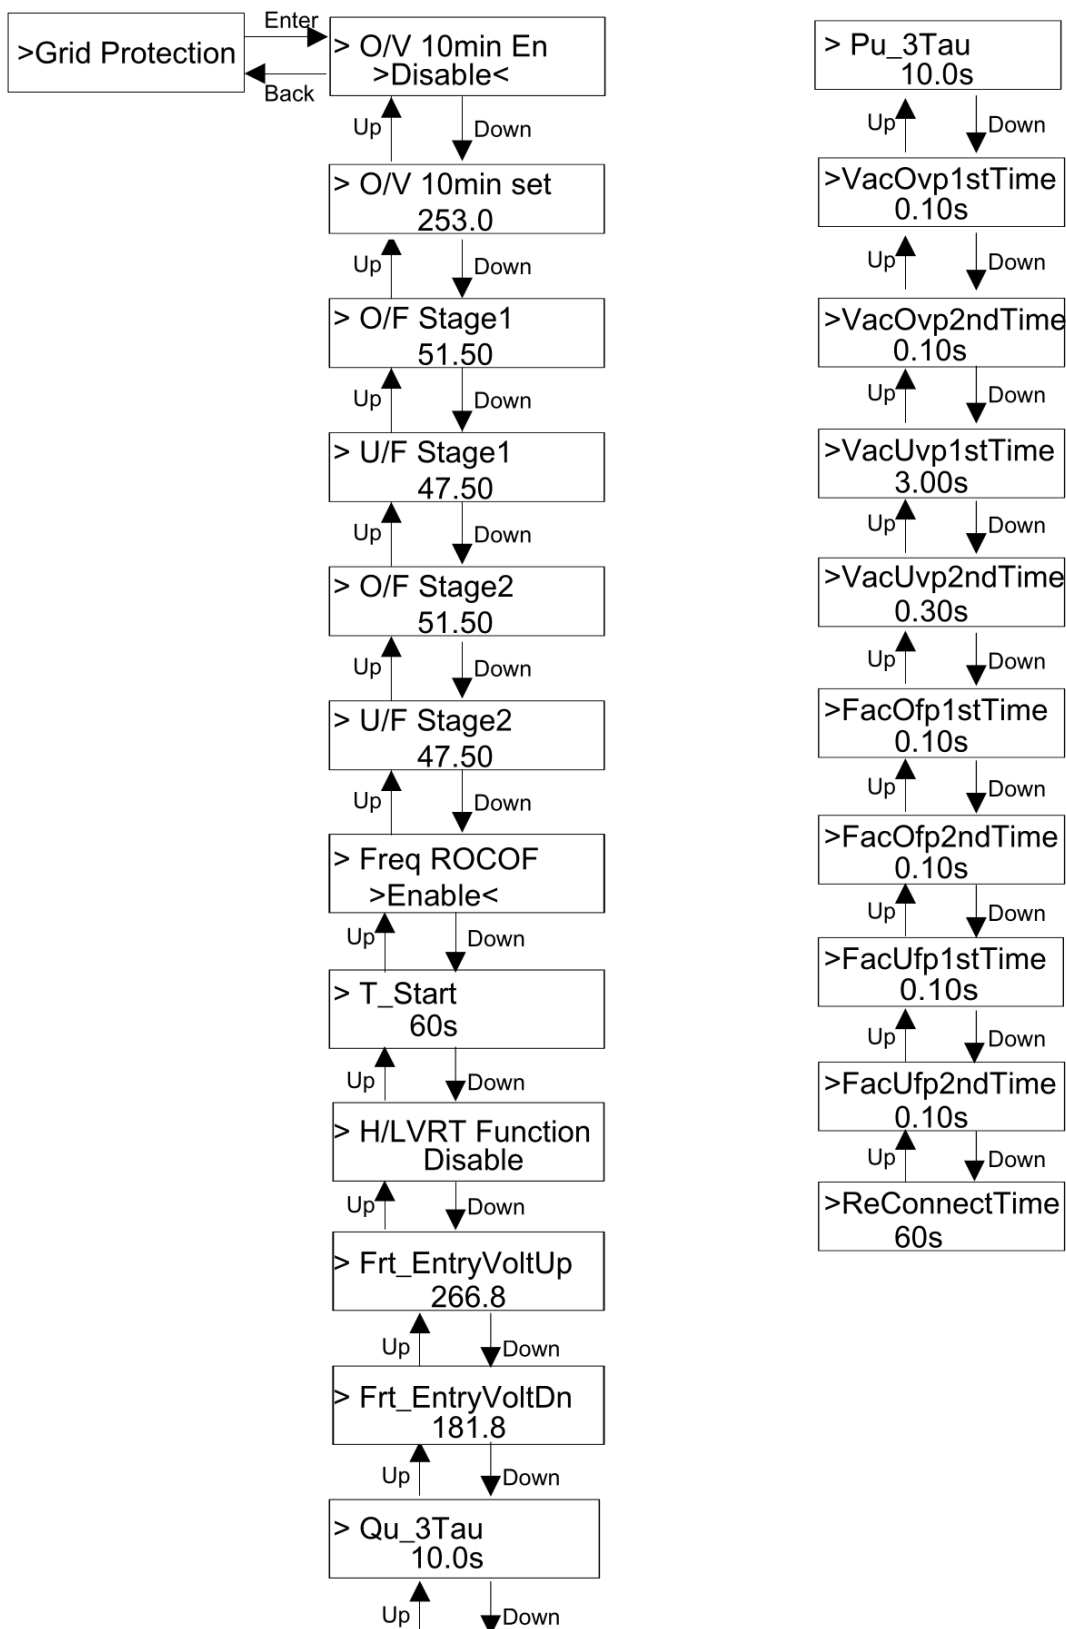 >Grid Protection
Enter
Back
> O/V 10min En
>Disable<
Up
Down
> O/V 10min set
253.0
Up
Down
> O/F Stage1
51.50
Up
Down
> U/F Stage1
47.50
Up
Down
> O/F Stage2
51.50
Up
Down
> U/F Stage2
47.50
Up
Down
> Freq ROCOF
>Enable<
Up
Down
> T_Start
60s
Up
Down
> H/LVRT Function
Disable
Up
Down
> Frt_EntryVoltUp
266.8
Up
Down
> Frt_EntryVoltDn
181.8
Up
Down
> Qu_3Tau
10.0s
Up
Down
> Pu_3Tau
10.0s
Up
Down
>VacOvp1stTime
0.10s
Up
Down
>VacOvp2ndTime
0.10s
Up
Down
>VacUvp1stTime
3.00s
Up
Down
>VacUvp2ndTime
0.30s
Up
Down
>FacOfp1stTime
0.10s
Up
Down
>FacOfp2ndTime
0.10s
Up
Down
>FacUfp1stTime
0.10s
Up
Down
>FacUfp2ndTime
0.10s
Up
Down
>ReConnectTime
60s